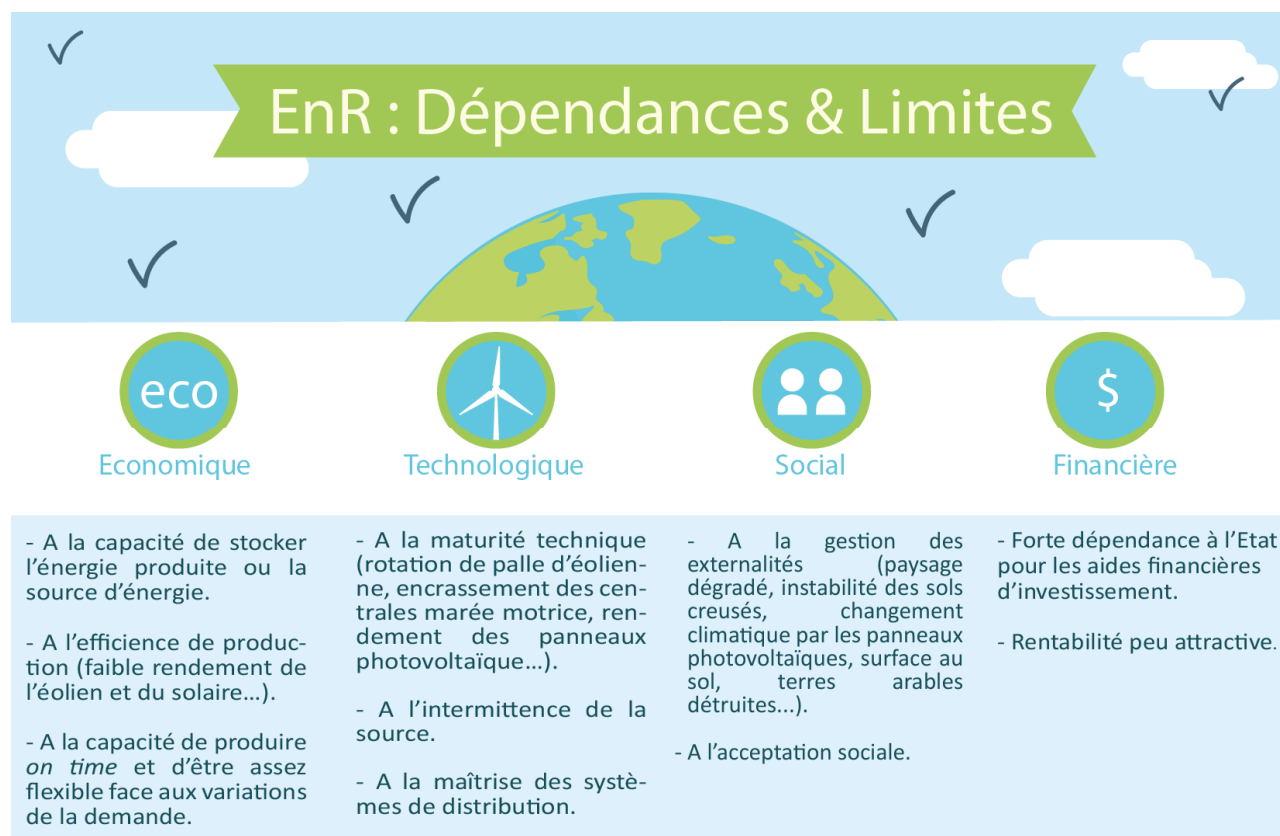 EnR : Dépendances & Limites
eco
Economique
- A la capacité de stocker
l’énergie produite ou la
source d’énergie.
- A l’efficience de produc-
tion (faible rendement de
l’éolien et du solaire...).
- A la capacité de produire
on time et d’être assez
flexible face aux variations
de la demande.
Technologique
- A la maturité technique
(rotation de palle d’éolien-
ne, encrassement des cen-
trales marée motrice, ren-
dement des panneaux
photovoltaïque...).
- A l’intermittence de la
source.
- A la maîtrise des systè-
mes de distribution.
Social
- A la gestion des
externalités (paysage
dégradé, instabilité des sols
creusés, changement
climatique par les panneaux
photovoltaïques, surface au
sol, terres arables
détruites...).
- A l’acceptation sociale.
$
Financière
- Forte dépendance à l’Etat
pour les aides financières
d’investissement.
- Rentabilité peu attractive.